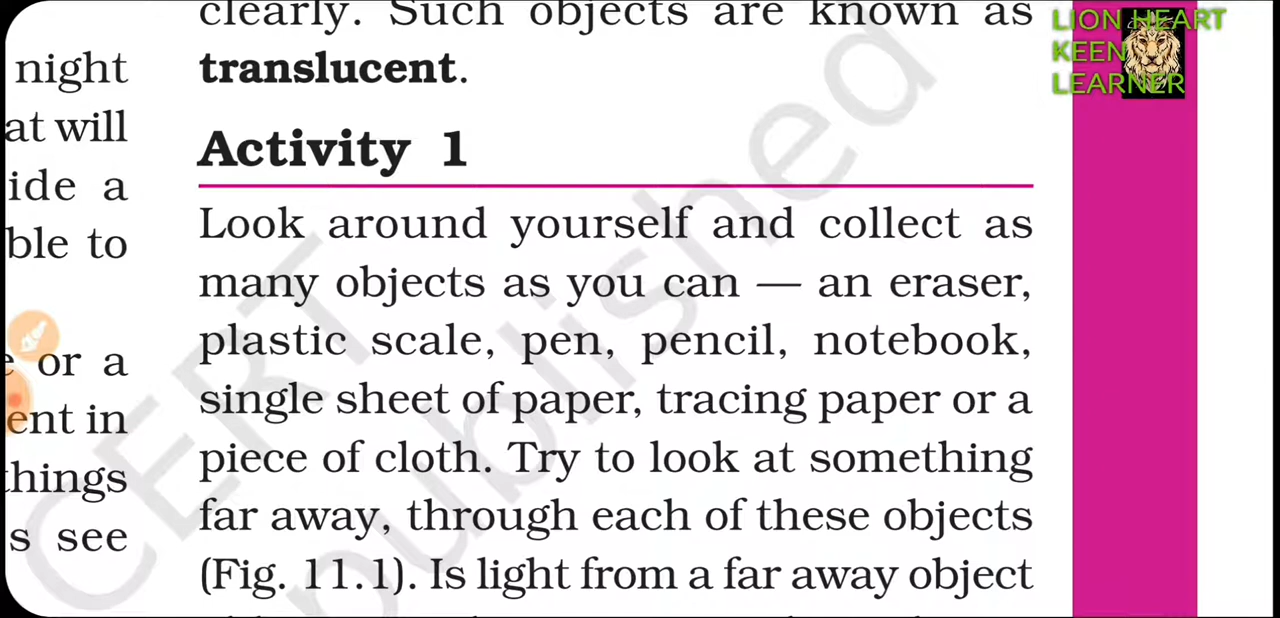 night
at will
ide a
ble to
or a
ent in
things
s see
clearly. Such objects are known as
translucent.
Activity 1
Look around yourself and collect as
many objects as you can — an eraser,
plastic scale, pen, pencil, notebook,
single sheet of paper, tracing paper or a
piece of cloth. Try to look at something
far away, through each of these objects
(Fig. 11.1). Is light from a far away object
LION HEART
KEEN
LEARNER
CERT
published